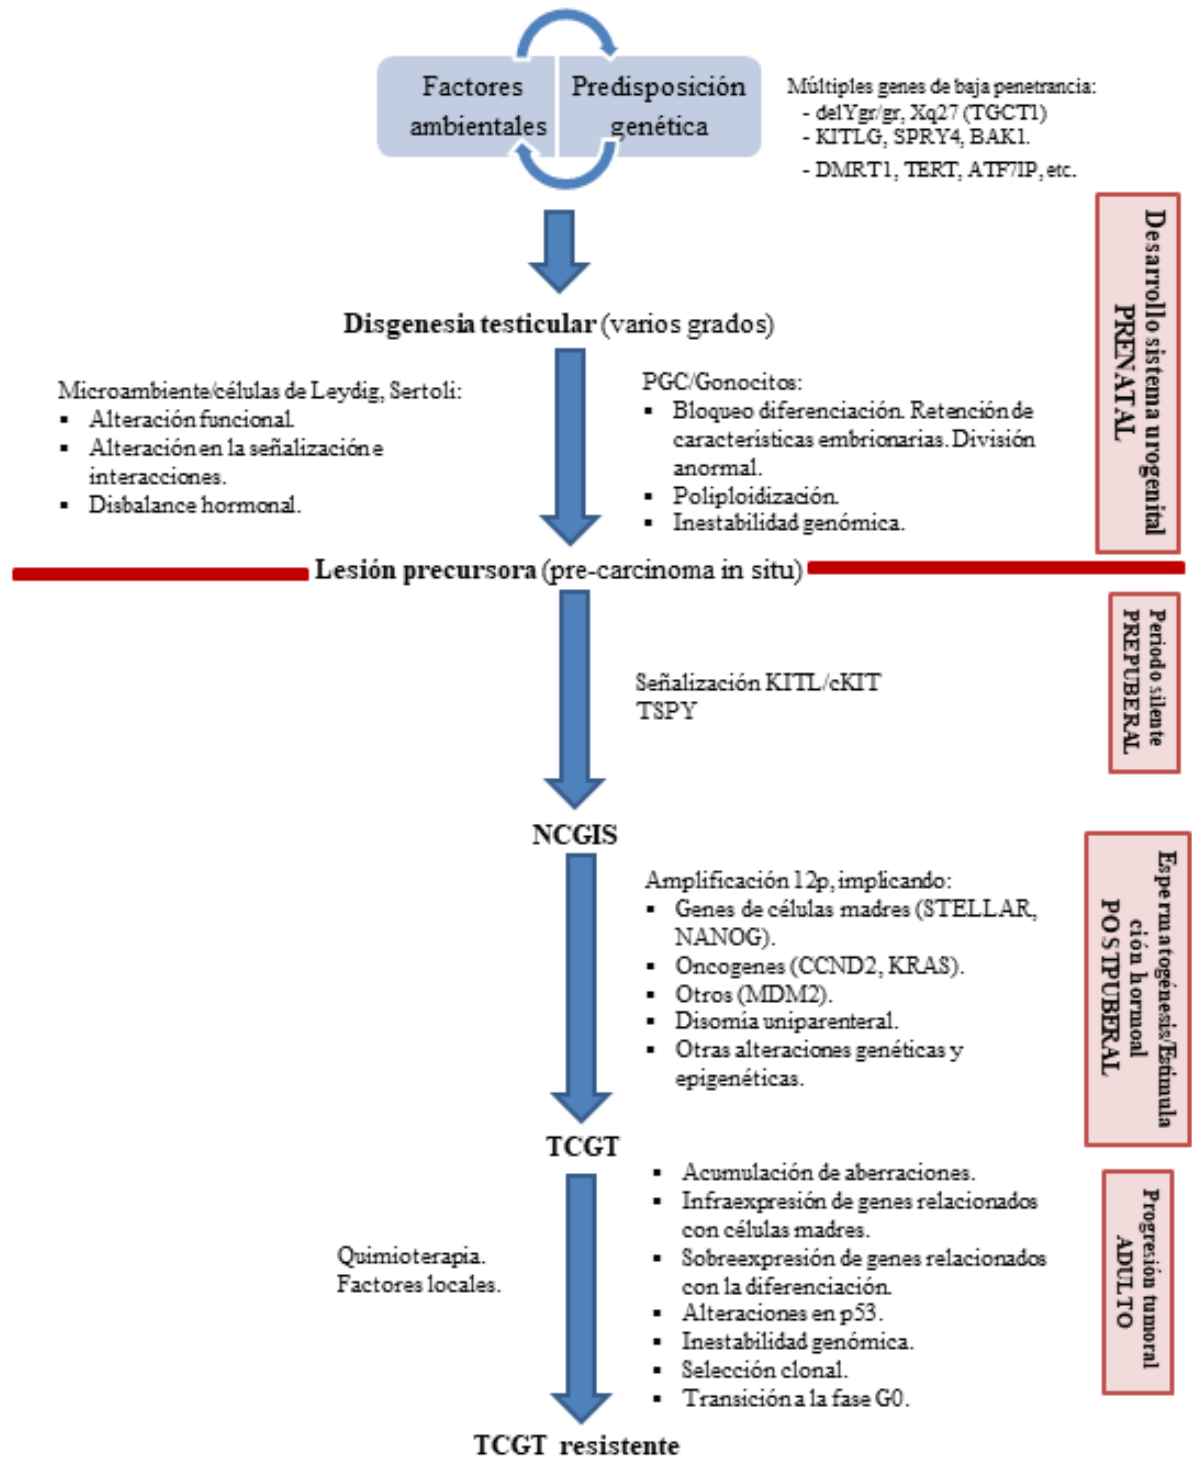 Factores
ambientales
Predisposición
genética
Múltiples genes de baja penetrancia:
- delYgr/gr, Xq27 (TGCT1)
- KITLG, SPRY4, BAK1.
- DMRT1, TERT, ATF7IP, etc.
Desarrollo sistema urogenital
PRENATAL
Disgenesia testicular (varios grados)
Microambiente/células de Leydig, Sertoli:
▪ Alteración funcional.
▪ Alteración en la señalización e
interacciones.
▪ Disbalance hormonal.
PGC/Gonocitos:
▪ Bloqueo diferenciación. Retención de
características embrionarias. División
anormal.
▪ Poliploidización.
▪ Inestabilidad genómica.
Lesión precursora (pre-carcinoma in situ)
Periodo silente
PREPUBERAL
Señalización KITL/cKIT
TSPY
NCGIS
Espermatogénesis/Estimula
ción hormoal
POSTPUBERAL
Amplificación 12p, implicando:
▪ Genes de células madres (STELLAR,
NANOG).
▪ Oncogenes (CCND2, KRAS).
▪ Otros (MDM2).
▪ Disomía uniparenteral.
▪ Otras alteraciones genéticas y
epigenéticas.
TCGT
Progresión tumoral
ADULTO
Quimioterapia.
Factores locales.
▪ Acumulación de aberraciones.
▪ Infraexpresión de genes relacionados
con células madres.
▪ Sobreexpresión de genes relacionados
con la diferenciación.
▪ Alteraciones en p53.
▪ Inestabilidad genómica.
▪ Selección clonal.
▪ Transición a la fase G0.
TCGT resistente